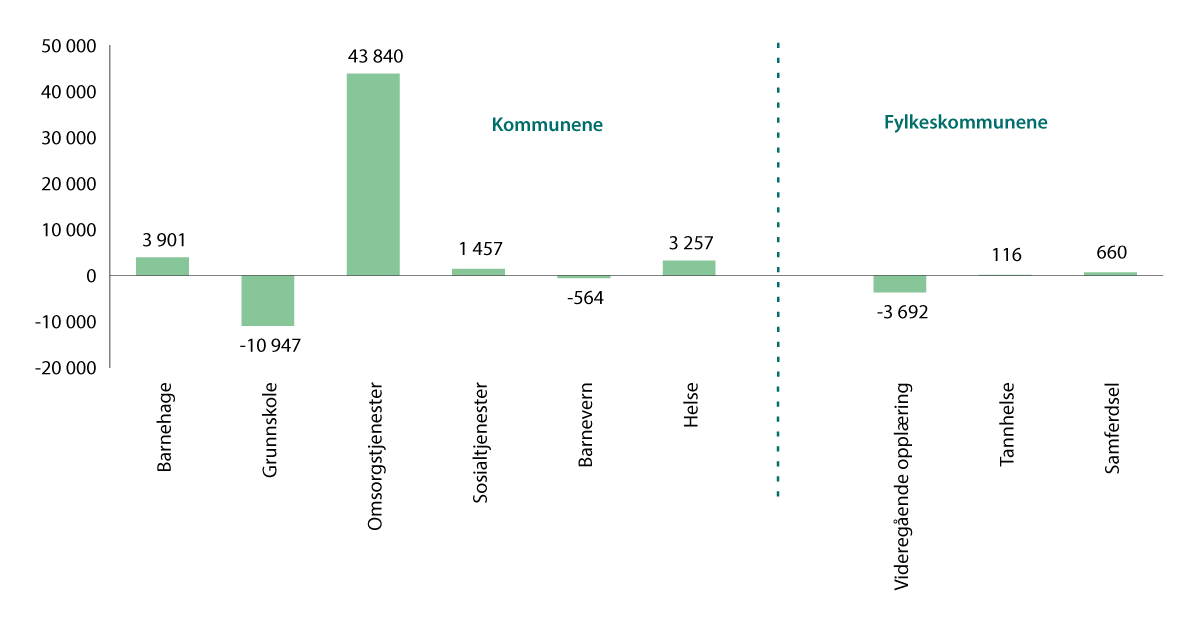 50 000
40 000
30 000
20 000
10 000
0
-10 000
-20 000
Kommunene
Fylkeskommunene
3 901
-10 947
43 840
1 457
-564
3 257
-3 692
116
660
Barnehage
Grunnskole
Omsorgstjenester
Sosialtjenester
Barnevern
Helse
Videregående opplæring
Tannhelse
Samferdsel